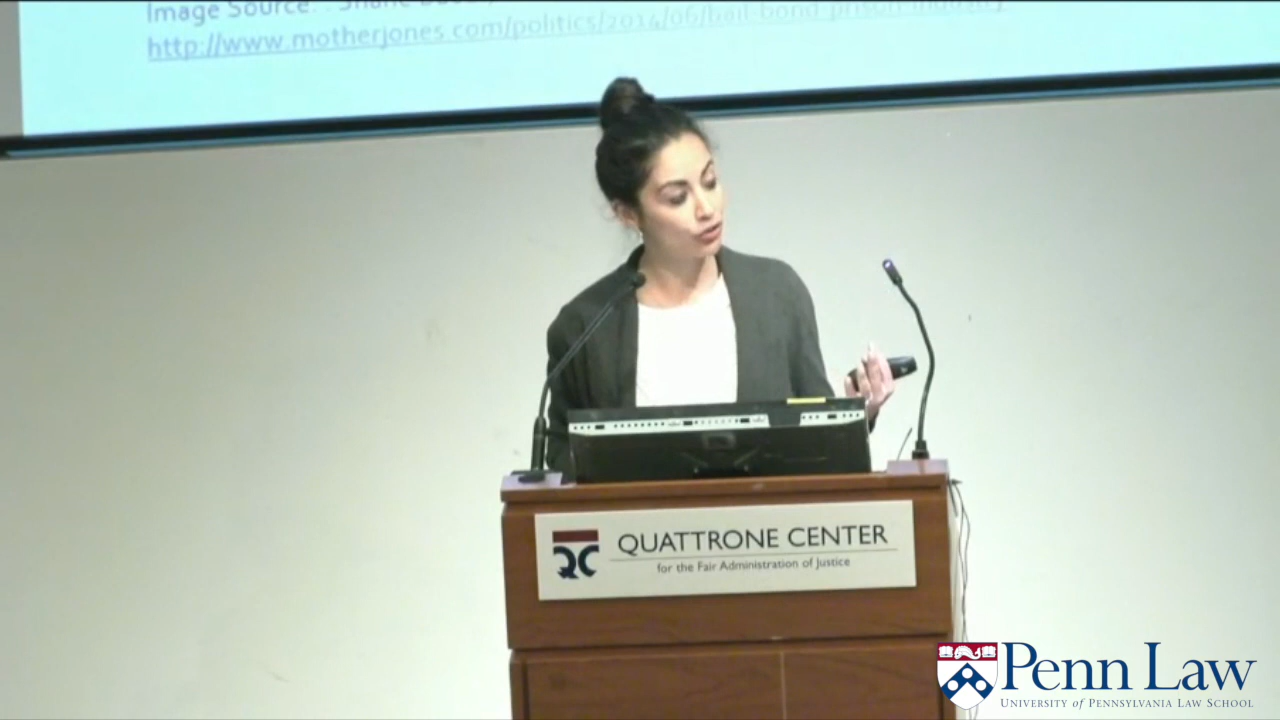 Image Source: : Shane
http://www.motherjones.com/politics/2014/06/bail-bond-prison-industry
QC
QUATTRONE CENTER
for the Fair Administration of Justice
Penn Law
UNIVERSITY of PENNSYLVANIA LAW SCHOOL